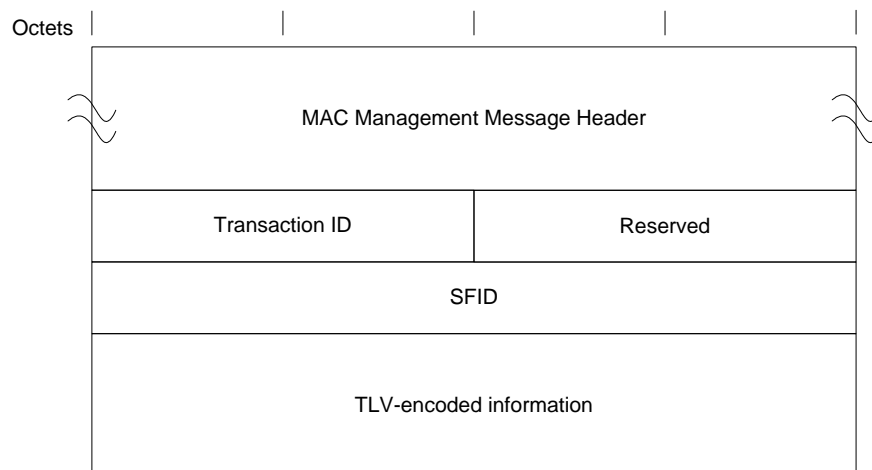 Octets
MAC Management Message Header
Transaction ID
Reserved
SFID
TLV-encoded information